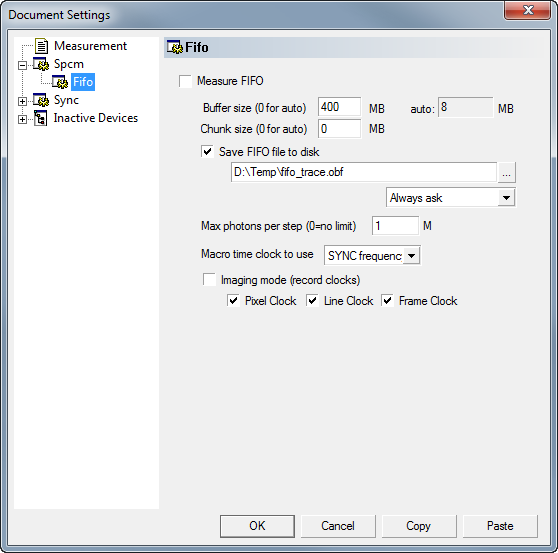 Document Settings
Measurement
Spcm
Fifo
Sync
Inactive Devices
Fifo
Measure FIFO
Buffer size (0 for auto) 400 MB auto: 8 MB
Chunk size (0 for auto) 0 MB
Save FIFO file to disk
D:\Temp\fifo_trace.obf ...
Always ask
Max photons per step (0=no limit) 1 M
Macro time clock to use SYNC frequency
Imaging mode (record clocks)
Pixel Clock Line Clock Frame Clock
OK Cancel Copy Paste